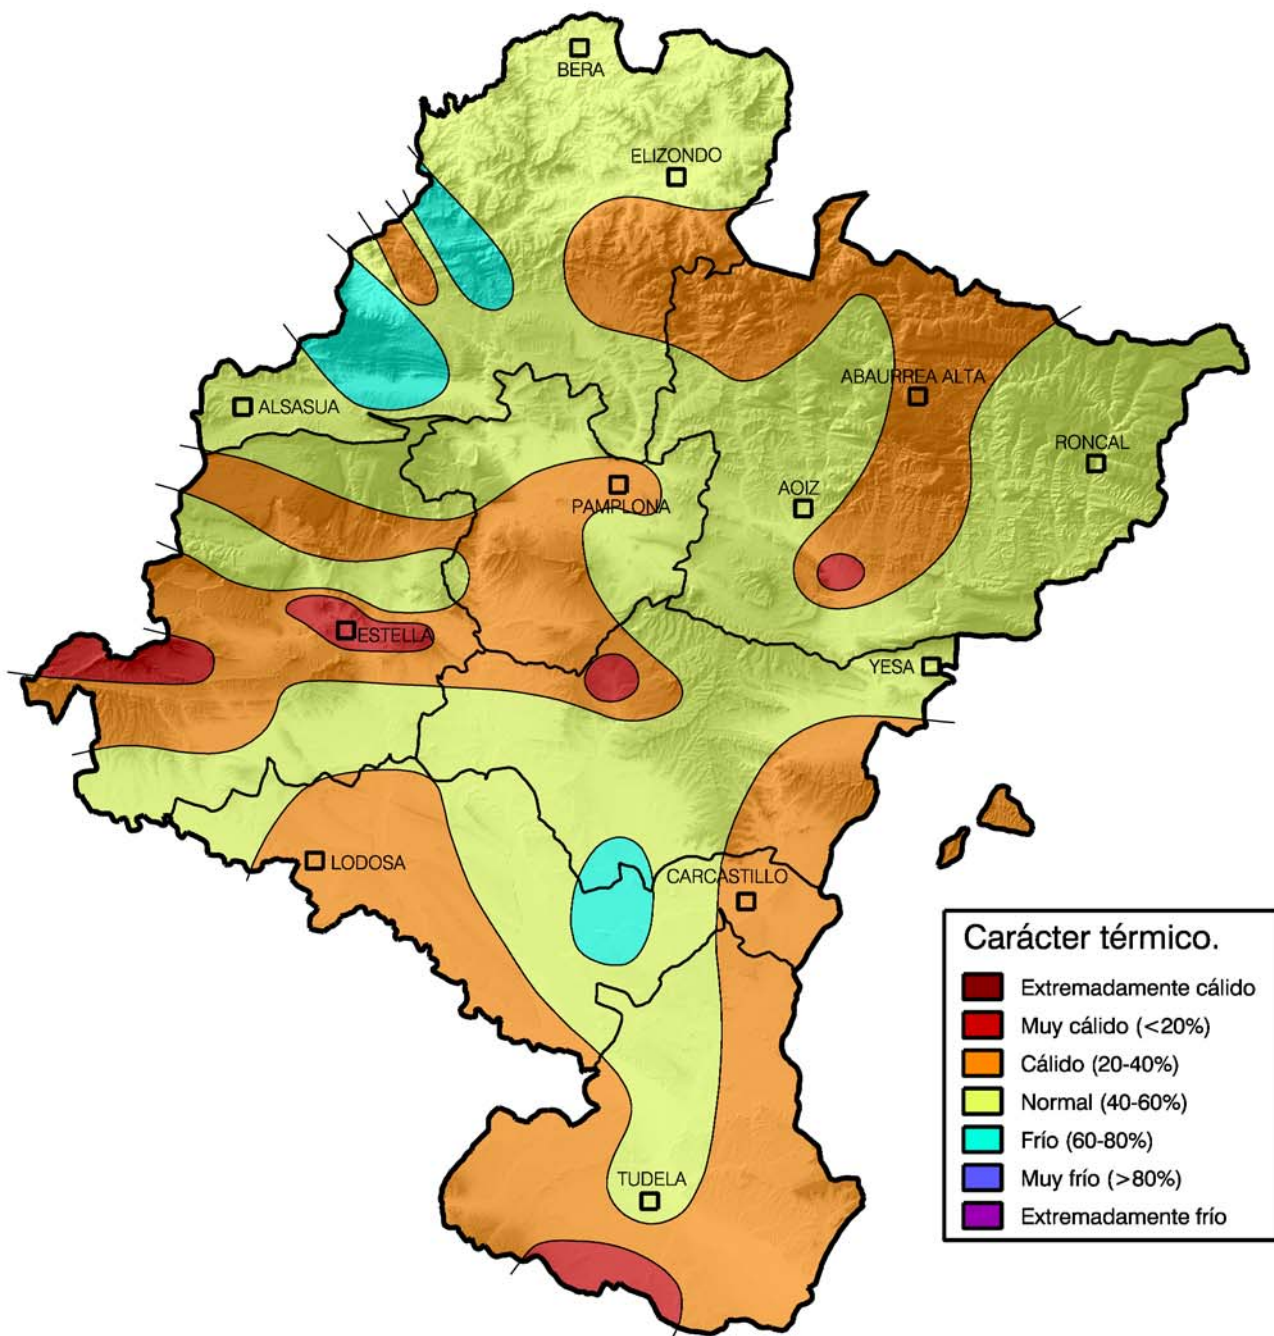 BERA
ELIZONDO
ABAURREA ALTA
ALSASUA
RONCAL
AOIZ
PAMPLONA
ESTELLA
YESA
LODOSA
CARCASTILLO
TUDELA
Carácter térmico.
Extremadamente cálido
Muy cálido (<20%)
Cálido (20-40%)
Normal (40-60%)
Frío (60-80%)
Muy frío (>80%)
Extremadamente frío